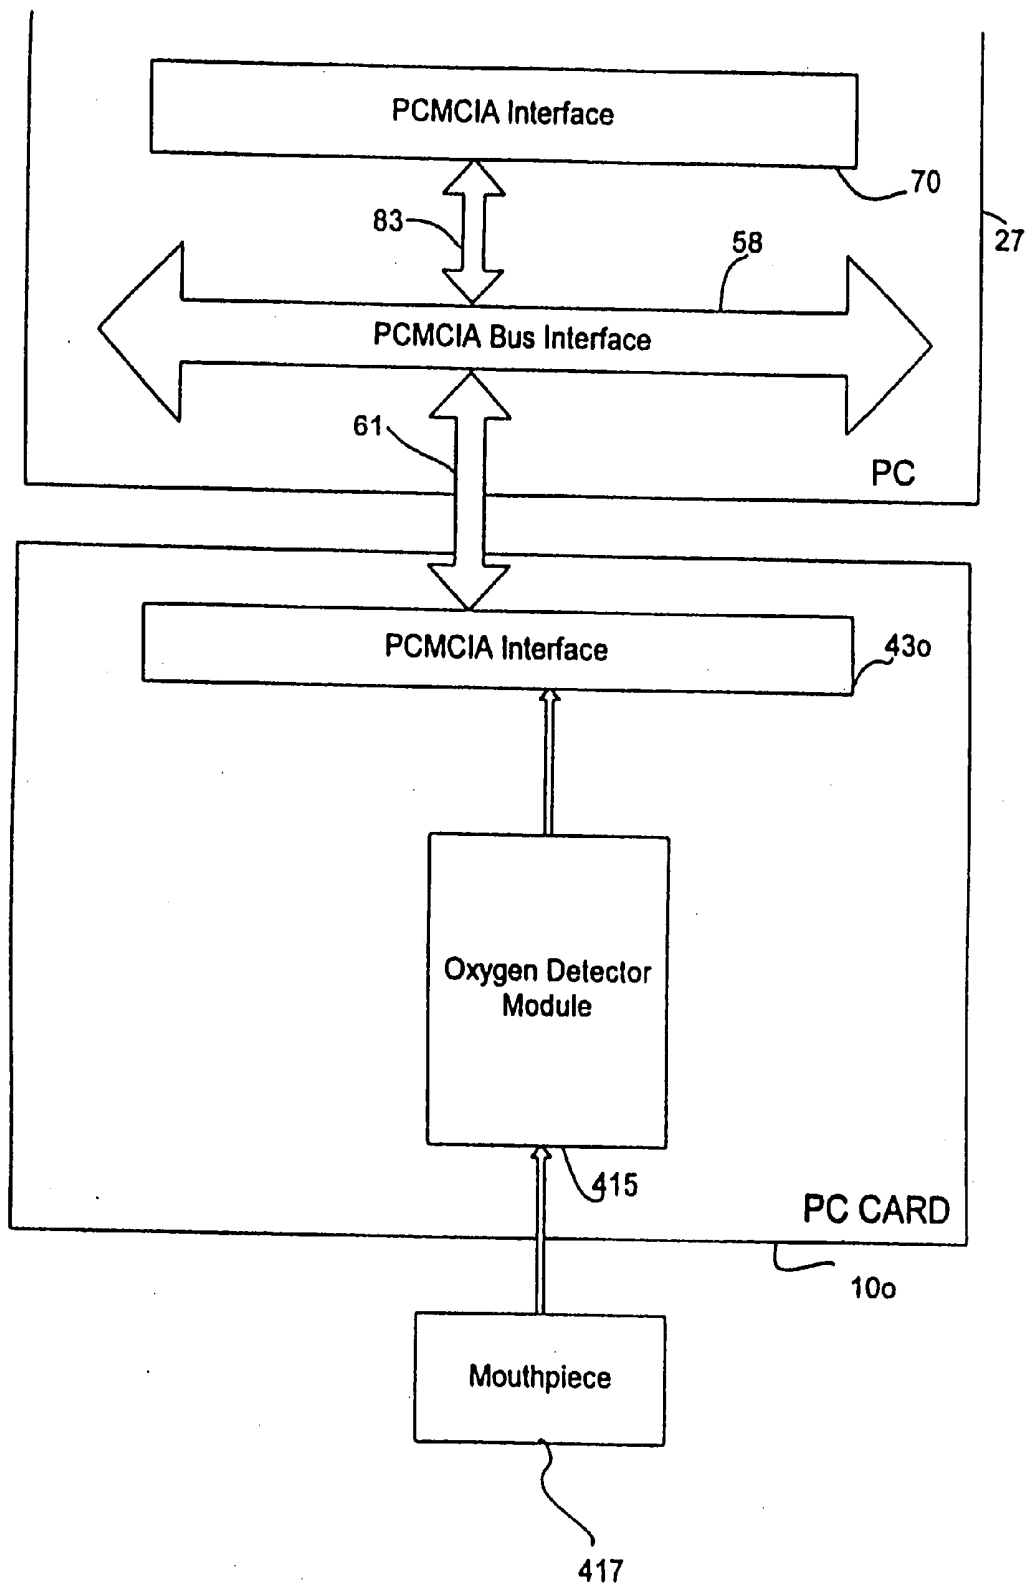 PCMCIA Interface
70
83
27
58
PCMCIA Bus Interface
61
PC
PCMCIA Interface
43o
Oxygen Detector
Module
415
PC CARD
10o
Mouthpiece
417